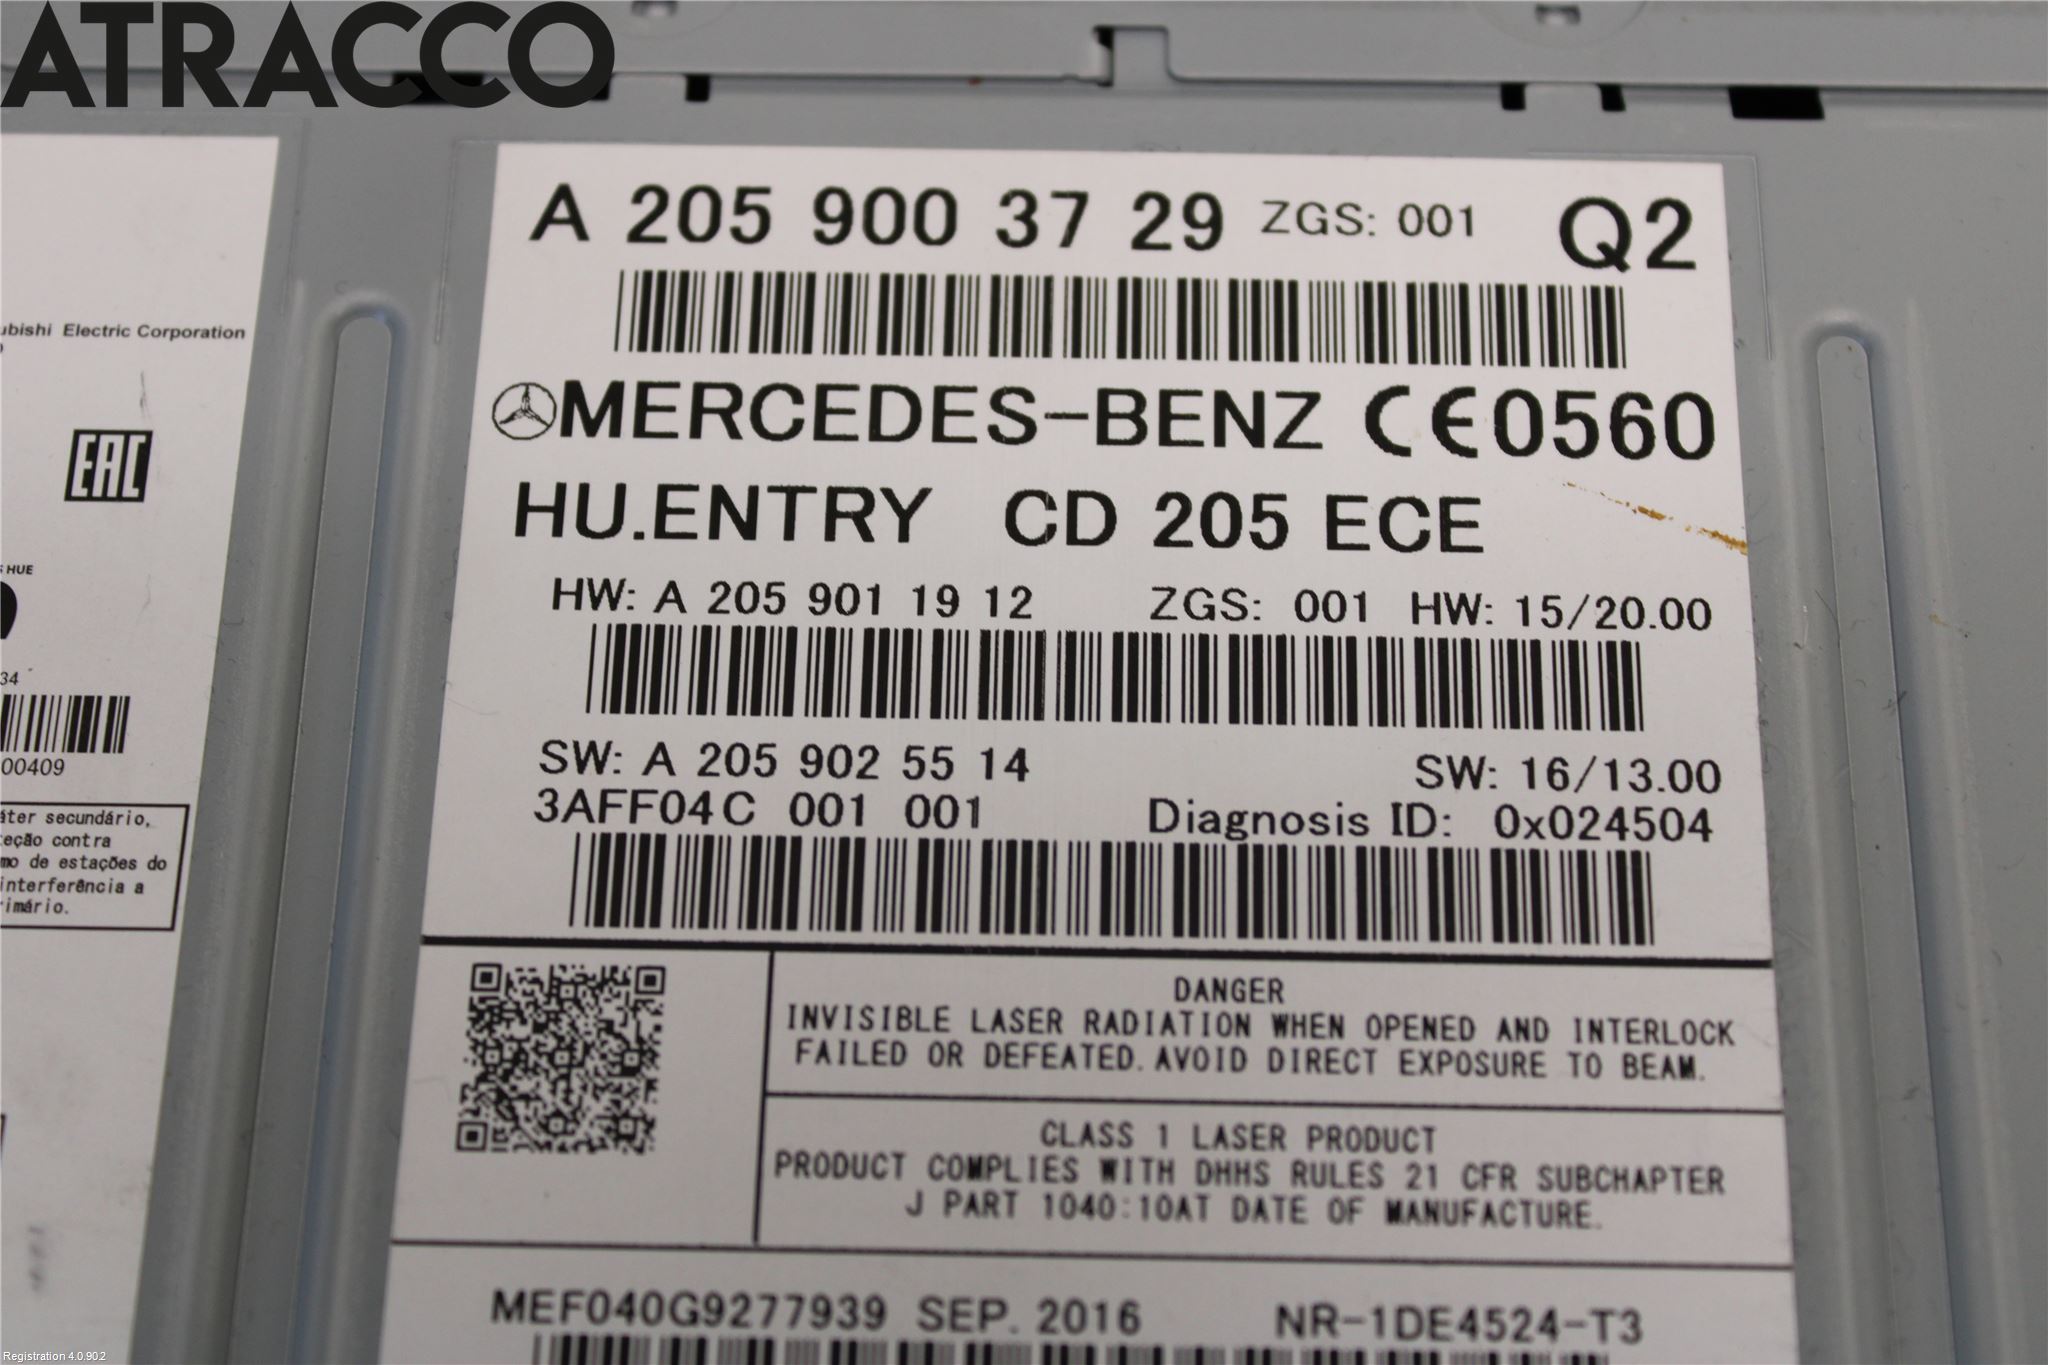 ATRACCO
Electric Corporation
EAC
HUE
34
00409
secundário,
contra
de estações do
interferência a
A 205 900 37 29 ZGS: 001 Q2
MERCEDES-BENZ CE0560
HU.ENTRY CD 205 ECE
HW: A 205 901 19 12 ZGS: 001 HW: 15/20.00
SW: A 205 902 55 14 SW: 16/13.00
3AFF04C 001 001 Diagnosis ID: 0x024504
DANGER
INVISIBLE LASER RADIATION WHEN OPENED AND INTERLOCK
FAILED OR DEFEATED. AVOID DIRECT EXPOSURE TO BEAM.
CLASS 1 LASER PRODUCT
PRODUCT COMPLIES WITH DHHS RULES 21 CFR SUBCHAPTER
J PART 1040:10AT DATE OF MANUFACTURE.
MEF040G9277939 SEP. 2016 NR-1DE4524-T3
Registration 4.0.902